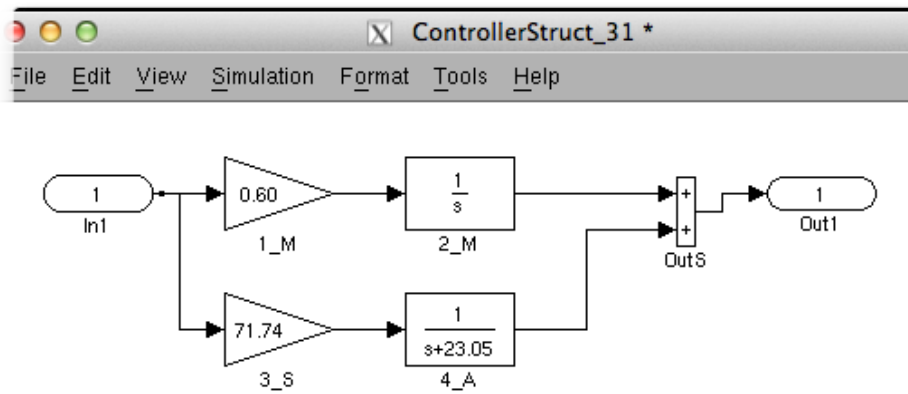 ControllerStruct_31 *
File Edit View Simulation Format Tools Help
1
In1
0.60
1_M
1
s
2_M
+
+
OutS
1
Out1
71.74
3_S
1
s+23.05
4_A